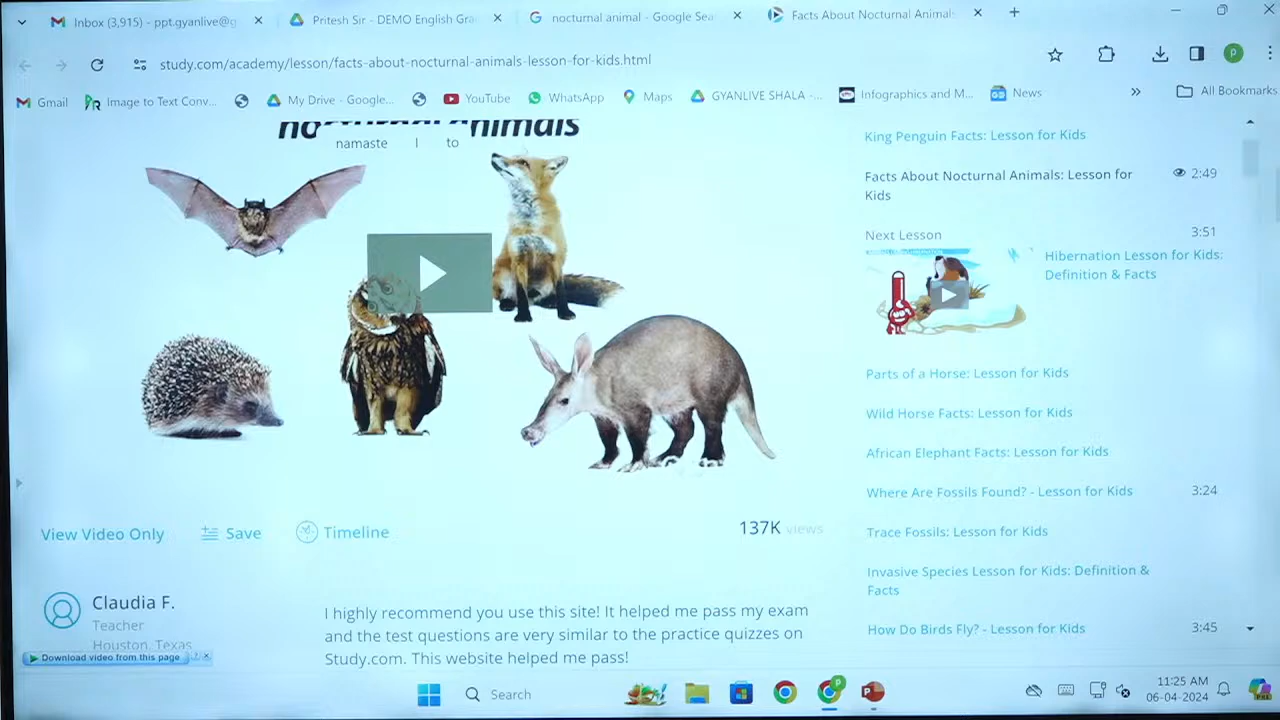 Inbox (3,915) - ppt.gyanlive@g
Pritesh Sir - DEMO English Gra
nocturnal animal - Google Sea
Facts About Nocturnal Animal
study.com/academy/lesson/facts-about-nocturnal-animals-lesson-for-kids.html
P
Gmail
Image to Text Conv...
My Drive - Google...
YouTube
WhatsApp
Maps
GYANLIVE SHALA -...
Infographics and M...
News
»
All Bookmarks
nocturnal animals
namaste I to
King Penguin Facts: Lesson for Kids
Facts About Nocturnal Animals: Lesson for
Kids
2:49
Next Lesson
3:51
Hibernation Lesson for Kids:
Definition & Facts
Parts of a Horse: Lesson for Kids
Wild Horse Facts: Lesson for Kids
African Elephant Facts: Lesson for Kids
Where Are Fossils Found? - Lesson for Kids
3:24
Trace Fossils: Lesson for Kids
Invasive Species Lesson for Kids: Definition &
Facts
How Do Birds Fly? - Lesson for Kids
3:45
View Video Only
Save
Timeline
137K views
Claudia F.
Teacher
Houston, Texas
I highly recommend you use this site! It helped me pass my exam
and the test questions are very similar to the practice quizzes on
Study.com. This website helped me pass!
Download video from this page ? ×
Search
11:25 AM
06-04-2024